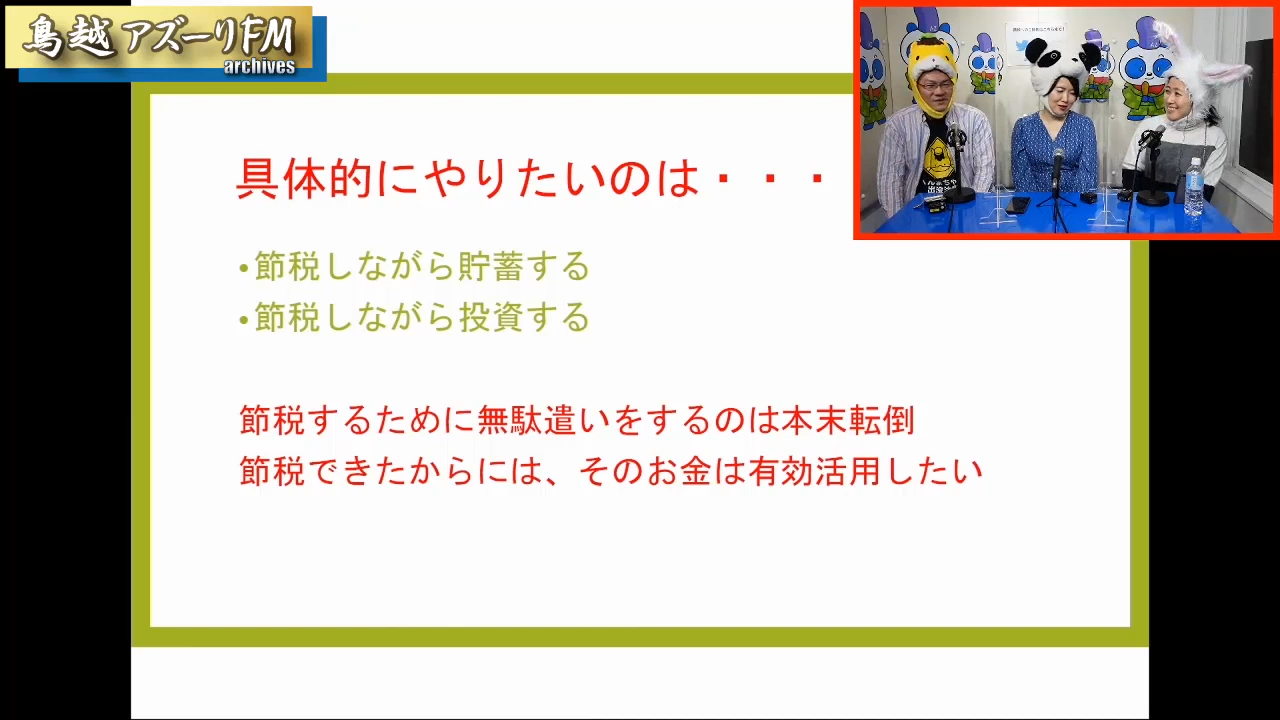 鳥越 アズーリFM
archives
具体的にやりたいのは・・・
•節税しながら貯蓄する
•節税しながら投資する
節税するために無駄遣いをするのは本末転倒
節税できたからには、そのお金は有効活用したい